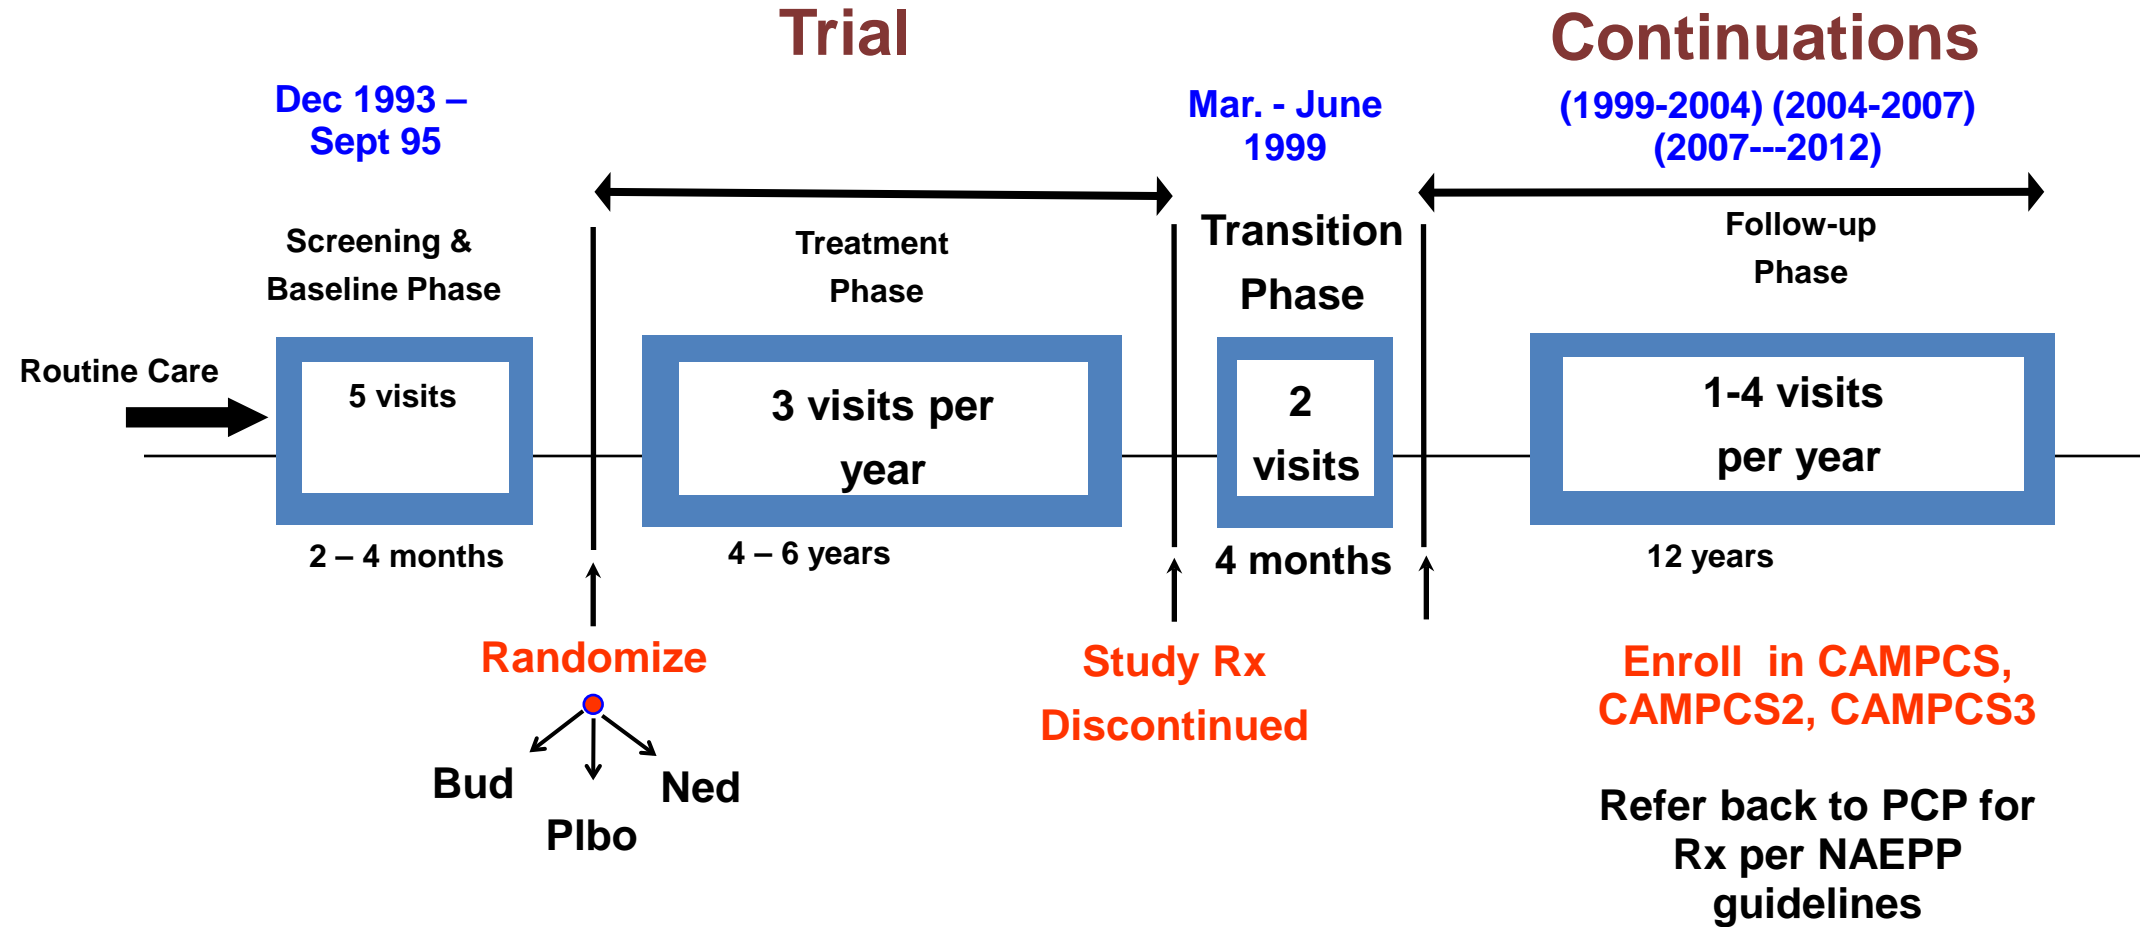 Trial
Continuations
Dec 1993 –
Sept 95
Mar. - June
1999
(1999-2004) (2004-2007)
(2007---2012)
Screening &
Baseline Phase
Treatment
Phase
Transition
Phase
Follow-up
Phase
Routine Care
5 visits
3 visits per
year
2
visits
1-4 visits
per year
2 – 4 months
4 – 6 years
4 months
12 years
Randomize
Bud
Plbo
Ned
Study Rx
Discontinued
Enroll in CAMPCS,
CAMPCS2, CAMPCS3
Refer back to PCP for
Rx per NAEPP
guidelines